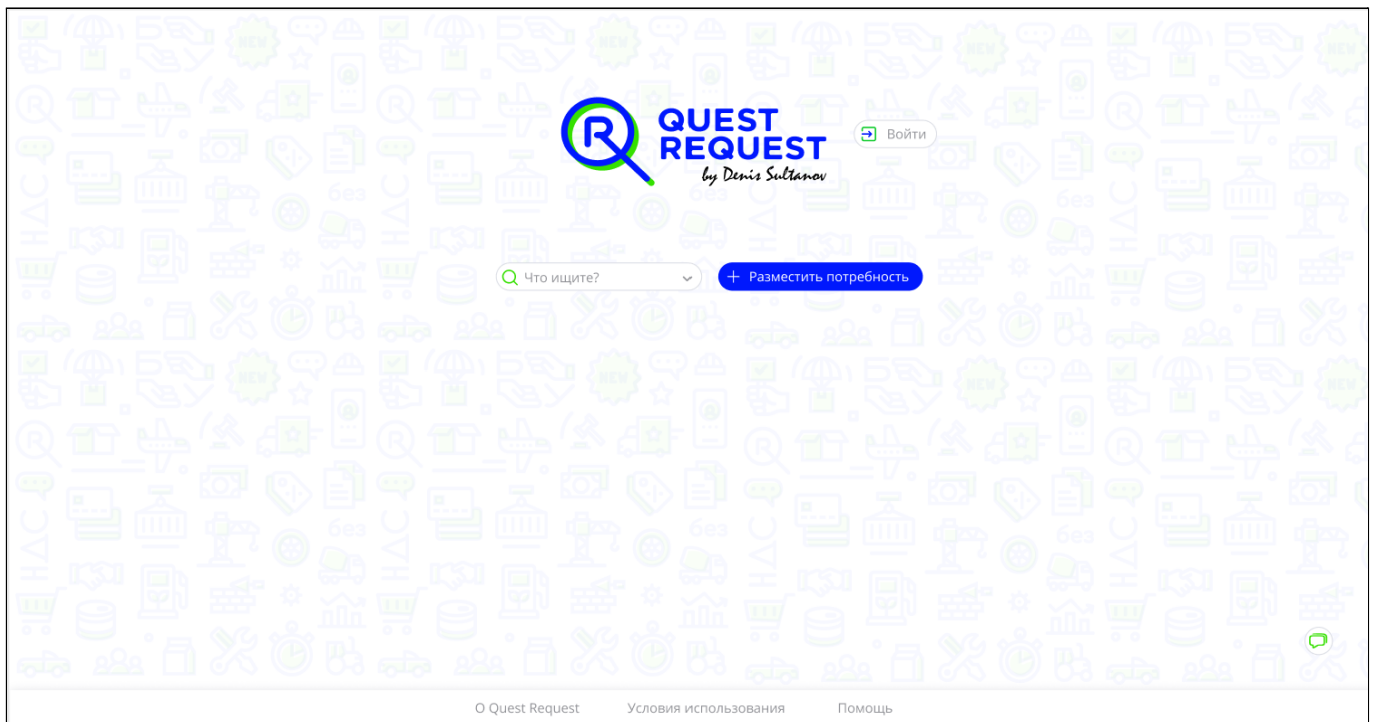 QUEST
REQUEST
by Denis Sultanov
Войти
Что ищите?
Разместить потребность
О Quest Request
Условия использования
Помощь